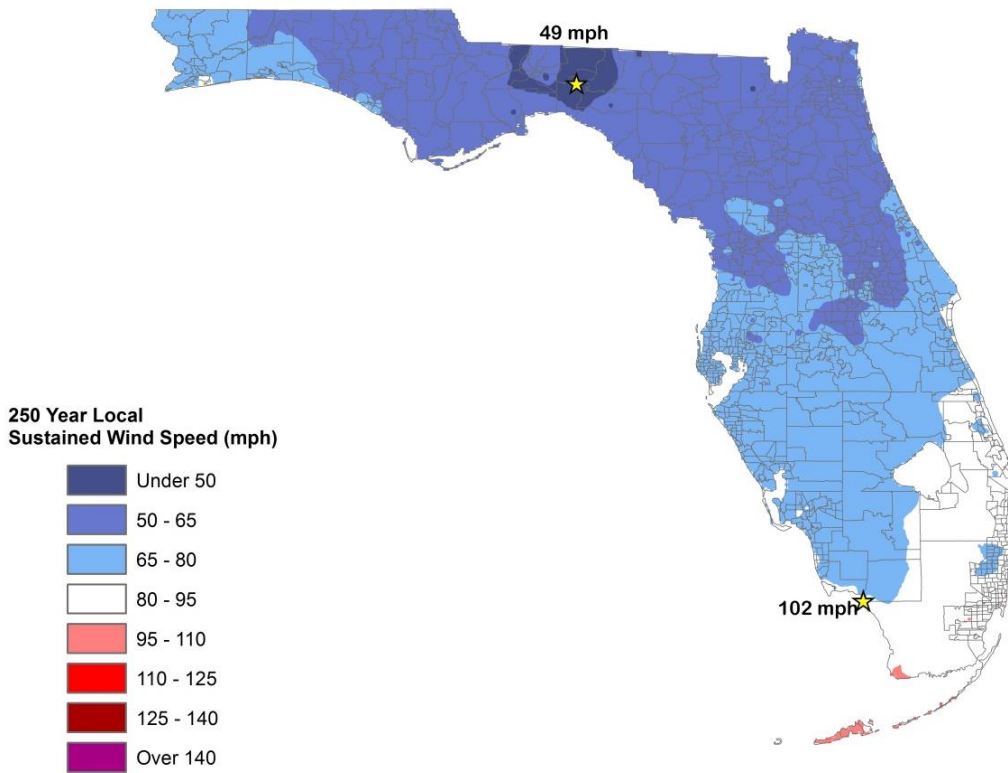 49 mph
250 Year Local
Sustained Wind Speed (mph)
Under 50
50 - 65
65 - 80
80 - 95
102 mph
95 - 110
110 - 125
125 - 140
Over 140